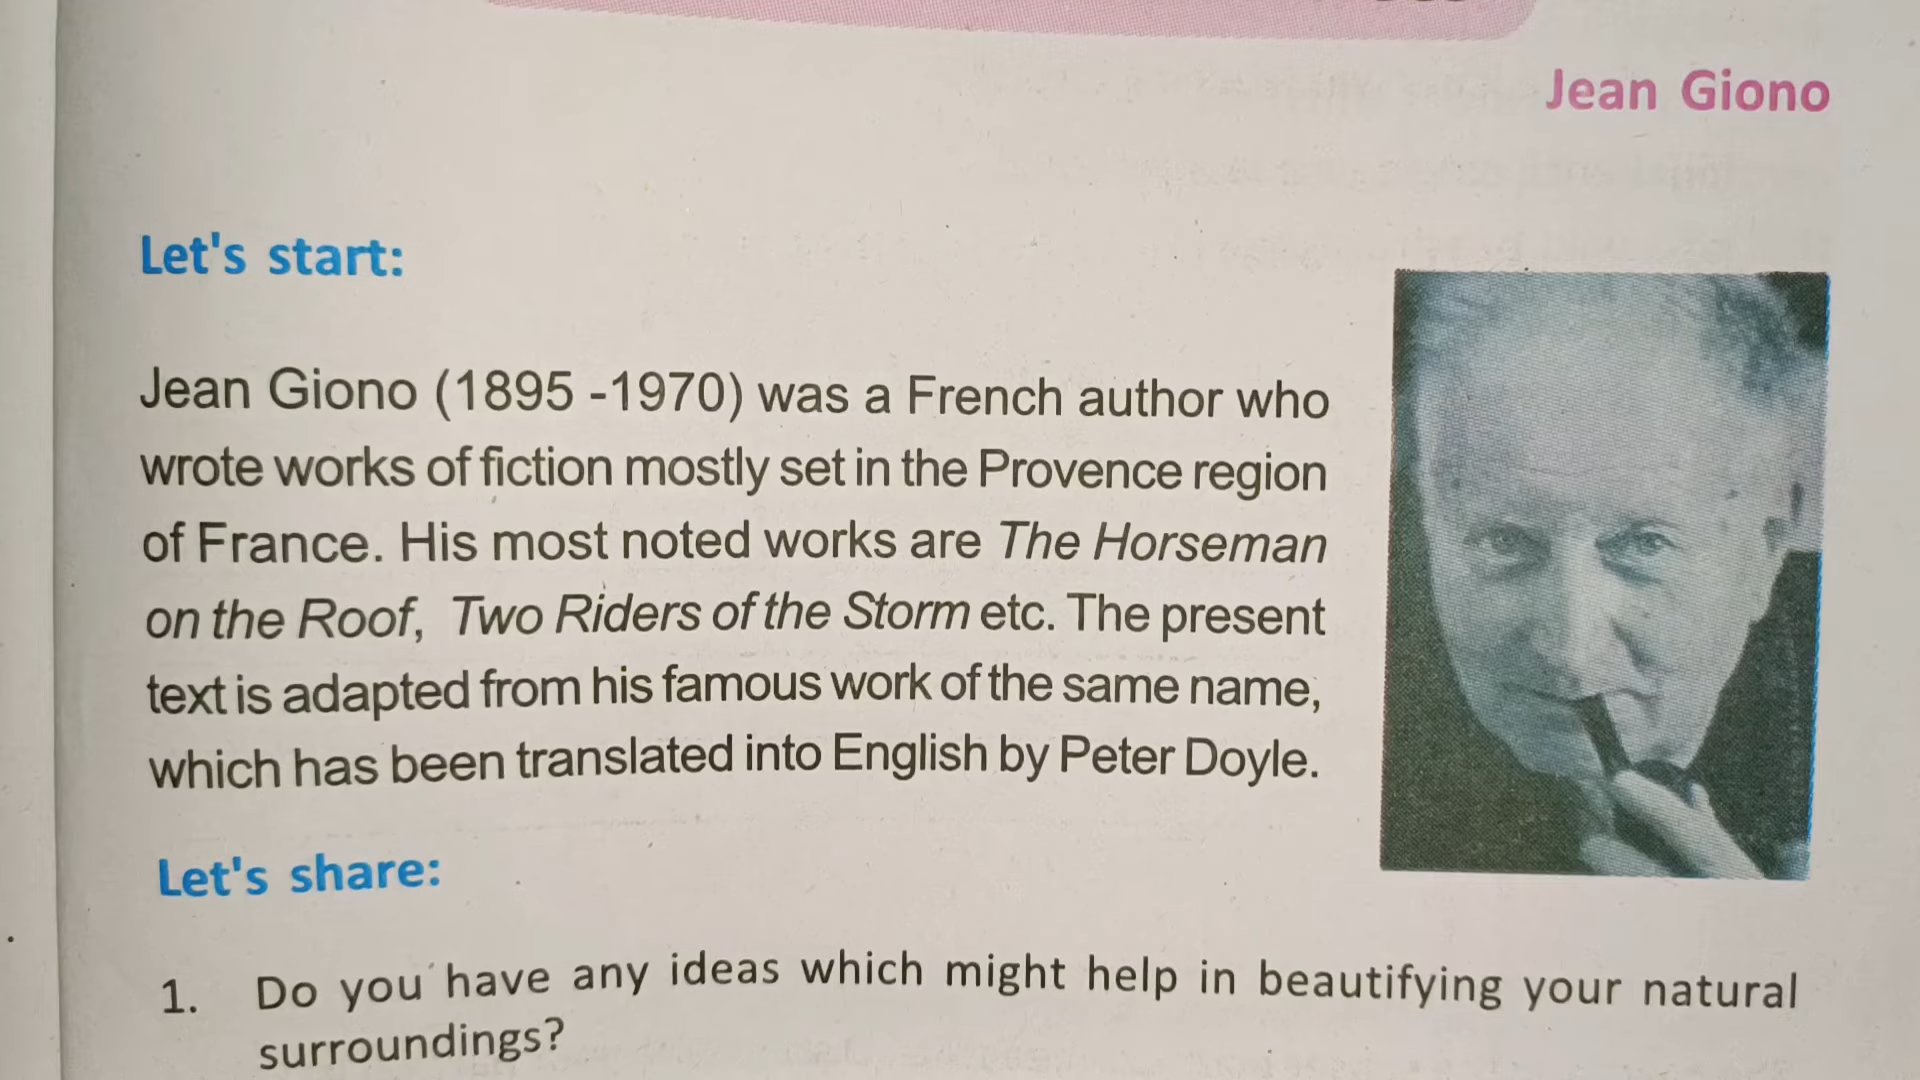 Jean Giono
Let's start:
Jean Giono (1895 -1970) was a French author who
wrote works of fiction mostly set in the Provence region
of France. His most noted works are The Horseman
on the Roof, Two Riders of the Storm etc. The present
text is adapted from his famous work of the same name,
which has been translated into English by Peter Doyle.
Let's share:
1. Do you have any ideas which might help in beautifying your natural
surroundings?